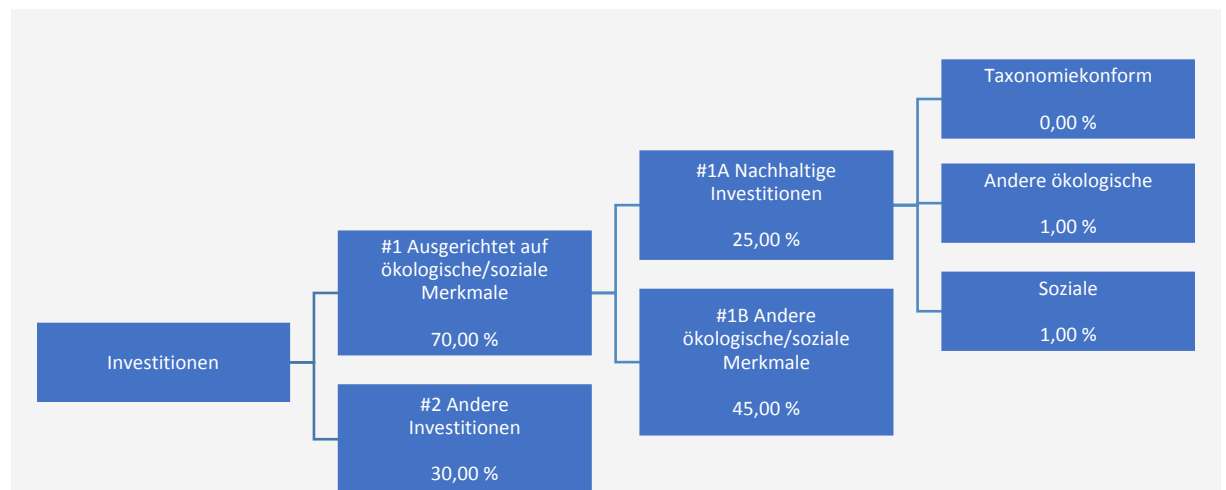 Investitionen
#1 Ausgerichtet auf
ökologische/soziale
Merkmale
70,00 %
#2 Andere
Investitionen
30,00 %
#1A Nachhaltige
Investitionen
25,00 %
#1B Andere
ökologische/soziale
Merkmale
45,00 %
Taxonomiekonform
0,00 %
Andere ökologische
1,00 %
Soziale
1,00 %